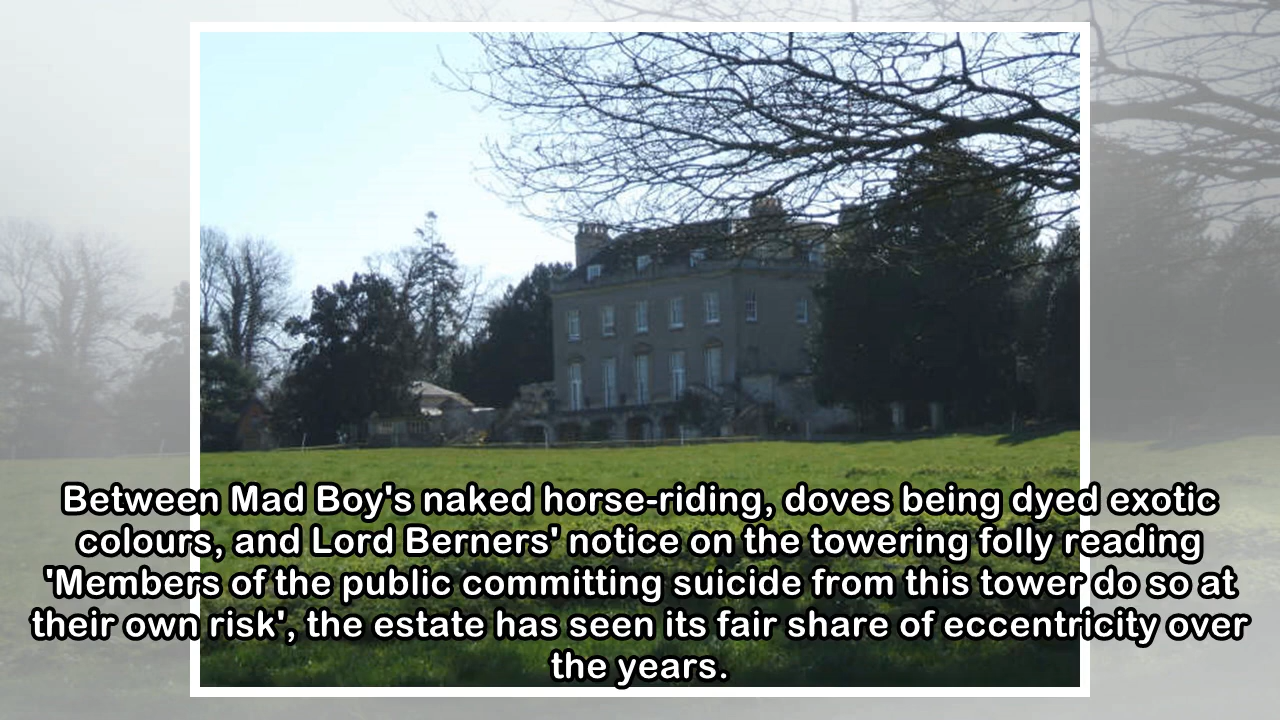 Between Mad Boy's naked horse-riding, doves being dyed exotic
colours, and Lord Berners' notice on the towering folly reading
'Members of the public committing suicide from this tower do so at
their own risk', the estate has seen its fair share of eccentricity over
the years.